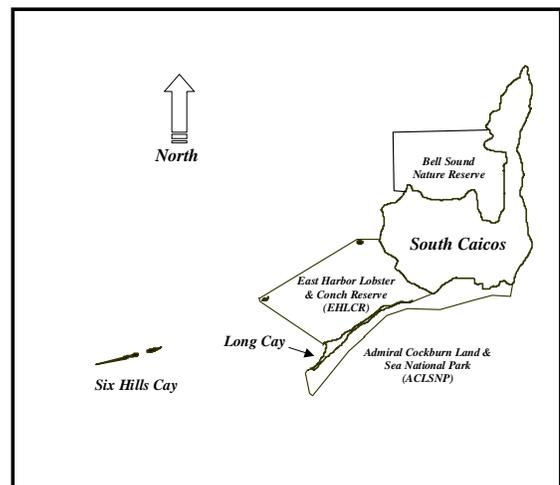 North
Bell Sound
Nature Reserve
South Caicos
East Harbor Lobster
& Conch Reserve
(EHLCR)
Long Cay
Admiral Cockburn Land &
Sea National Park
(ACLSNP)
Six Hills Cay